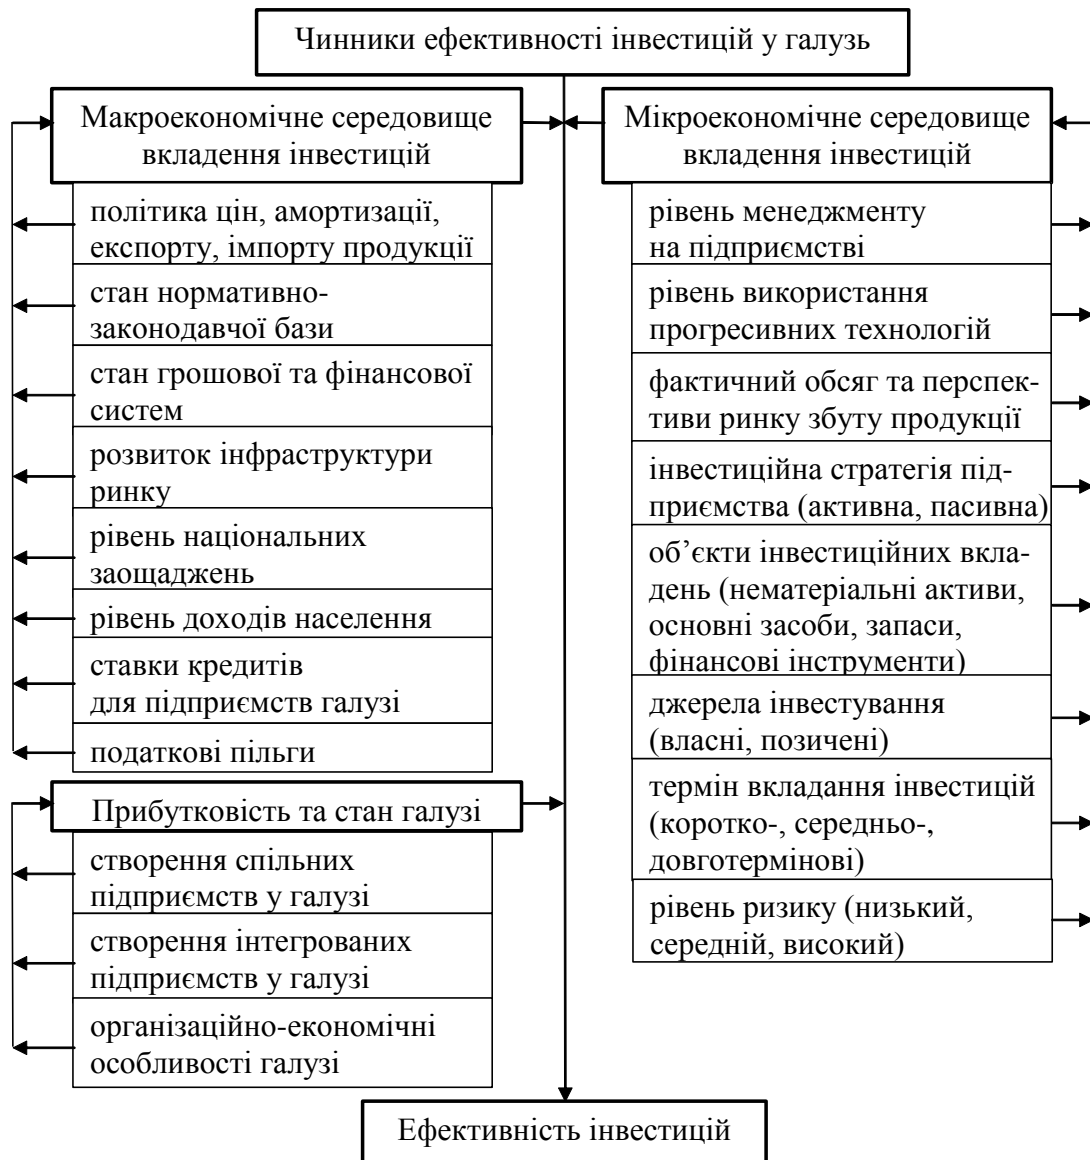 Чинники ефективності інвестицій у галузь
Макроекономічне середовище
вкладення інвестицій
політика цін, амортизації,
експорту, імпорту продукції
стан нормативно-
законодавчої бази
стан грошової та фінансової
систем
розвиток інфраструктури
ринку
рівень національних
заощаджень
рівень доходів населення
ставки кредитів
для підприємств галузі
податкові пільги
Прибутковість та стан галузі
створення спільних
підприємств у галузі
створення інтегрованих
підприємств у галузі
організаційно-економічні
особливості галузі
Мікроекономічне середовище
вкладення інвестицій
рівень менеджменту
на підприємстві
рівень використання
прогресивних технологій
фактичний обсяг та перспек-
тиви ринку збуту продукції
інвестиційна стратегія під-
приємства (активна, пасивна)
об’єкти інвестиційних вкла-
день (нематеріальні активи,
основні засоби, запаси,
фінансові інструменти)
джерела інвестування
(власні, позичені)
термін вкладання інвестицій
(коротко-, середньо-,
довготермінові)
рівень ризику (низький,
середній, високий)
Ефективність інвестицій